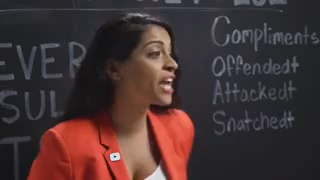 EVER
SUL
Compliments
Offendedt
Attackedt
Snatchedt